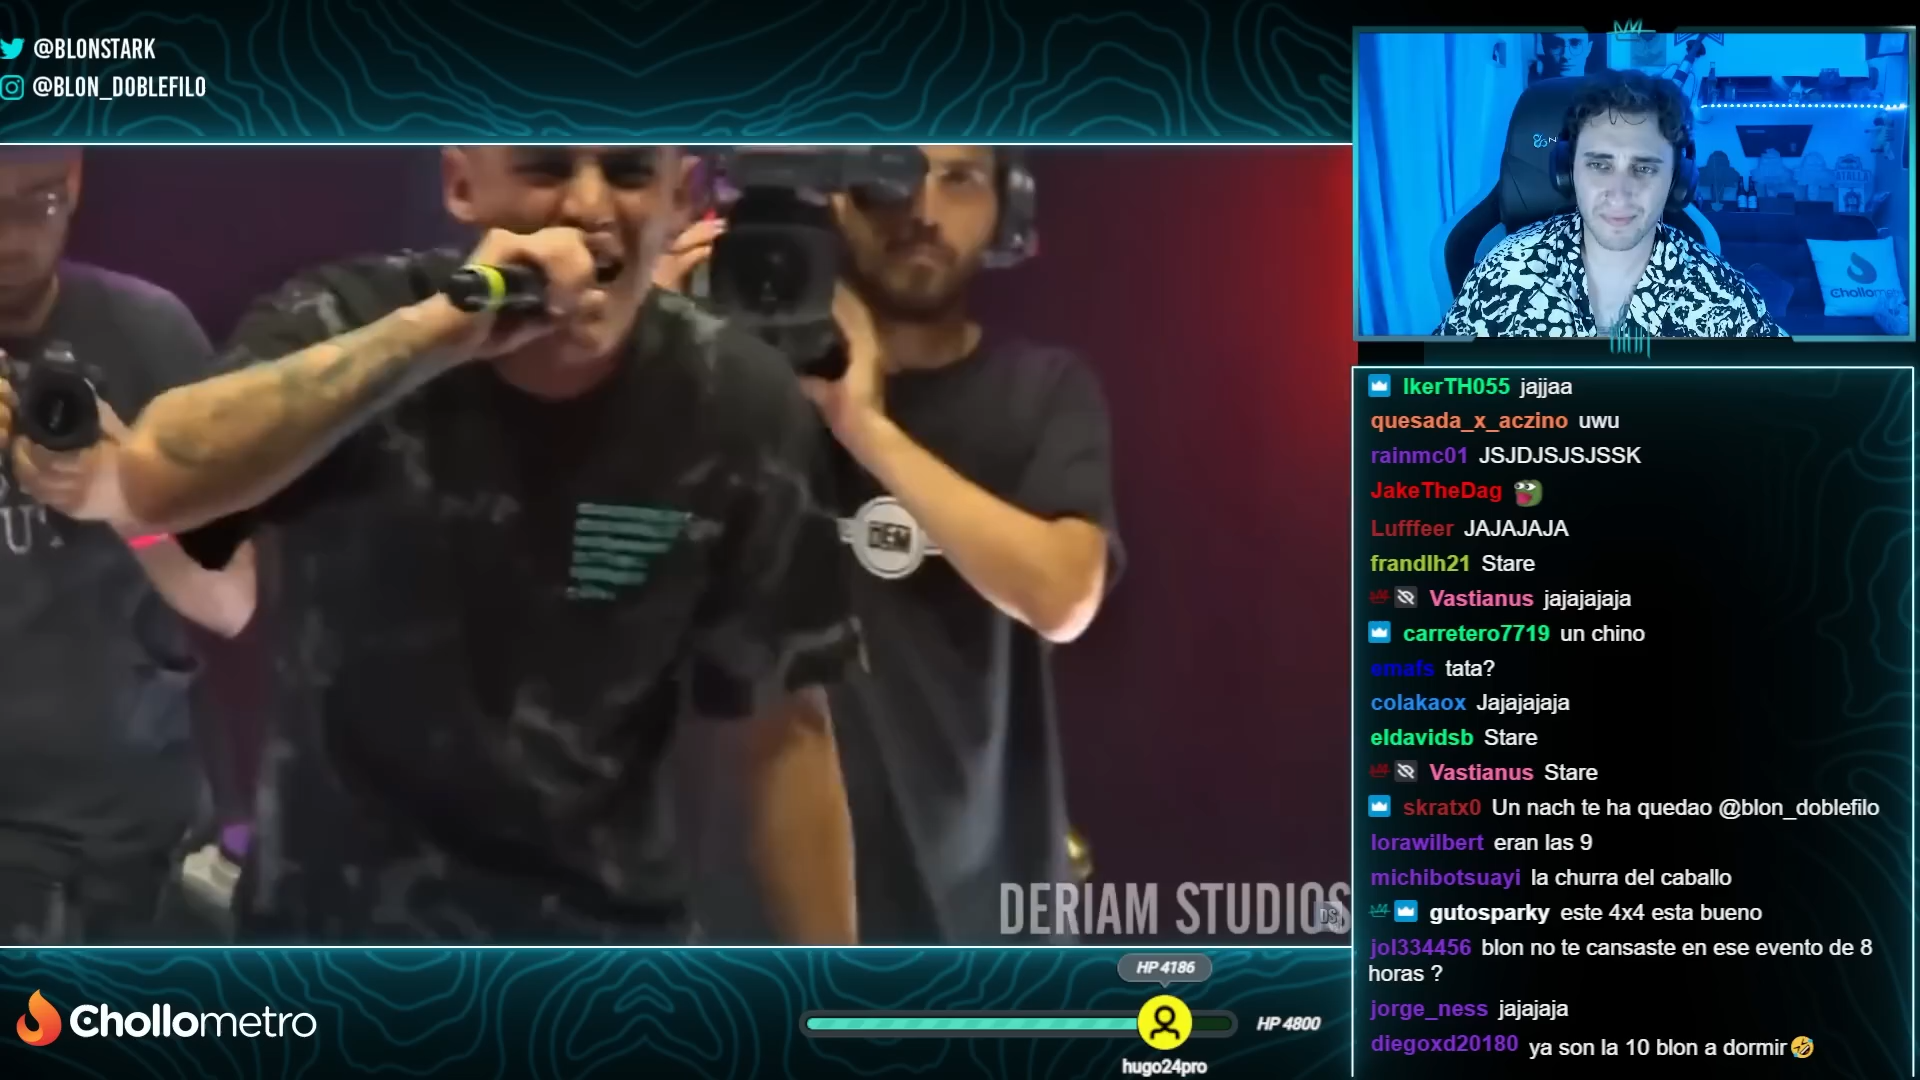 @BLONSTARK
@BLON_DOBLEFILO
DEM
DERIAM STUDIOS
DS
Chollometro
HP 4186
HP 4800
hugo24pro
Chollometro
IkerTH055 jajjaa
quesada_x_aczino uwu
rainmc01 JSJDJSJSJSSK
JakeTheDag
Lufffeer JAJAJAJA
frandlh21 Stare
Vastianus jajajajaja
carretero7719 un chino
emafs tata?
colakaox Jajajajaja
eldavidsb Stare
Vastianus Stare
skratx0 Un nach te ha quedao @blon_doblefilo
lorawilbert eran las 9
michibotsuayi la churra del caballo
gutosparky este 4x4 esta bueno
jol334456 blon no te cansaste en ese evento de 8
horas ?
jorge_ness jajajaja
diegoxd20180 ya son la 10 blon a dormir🤣